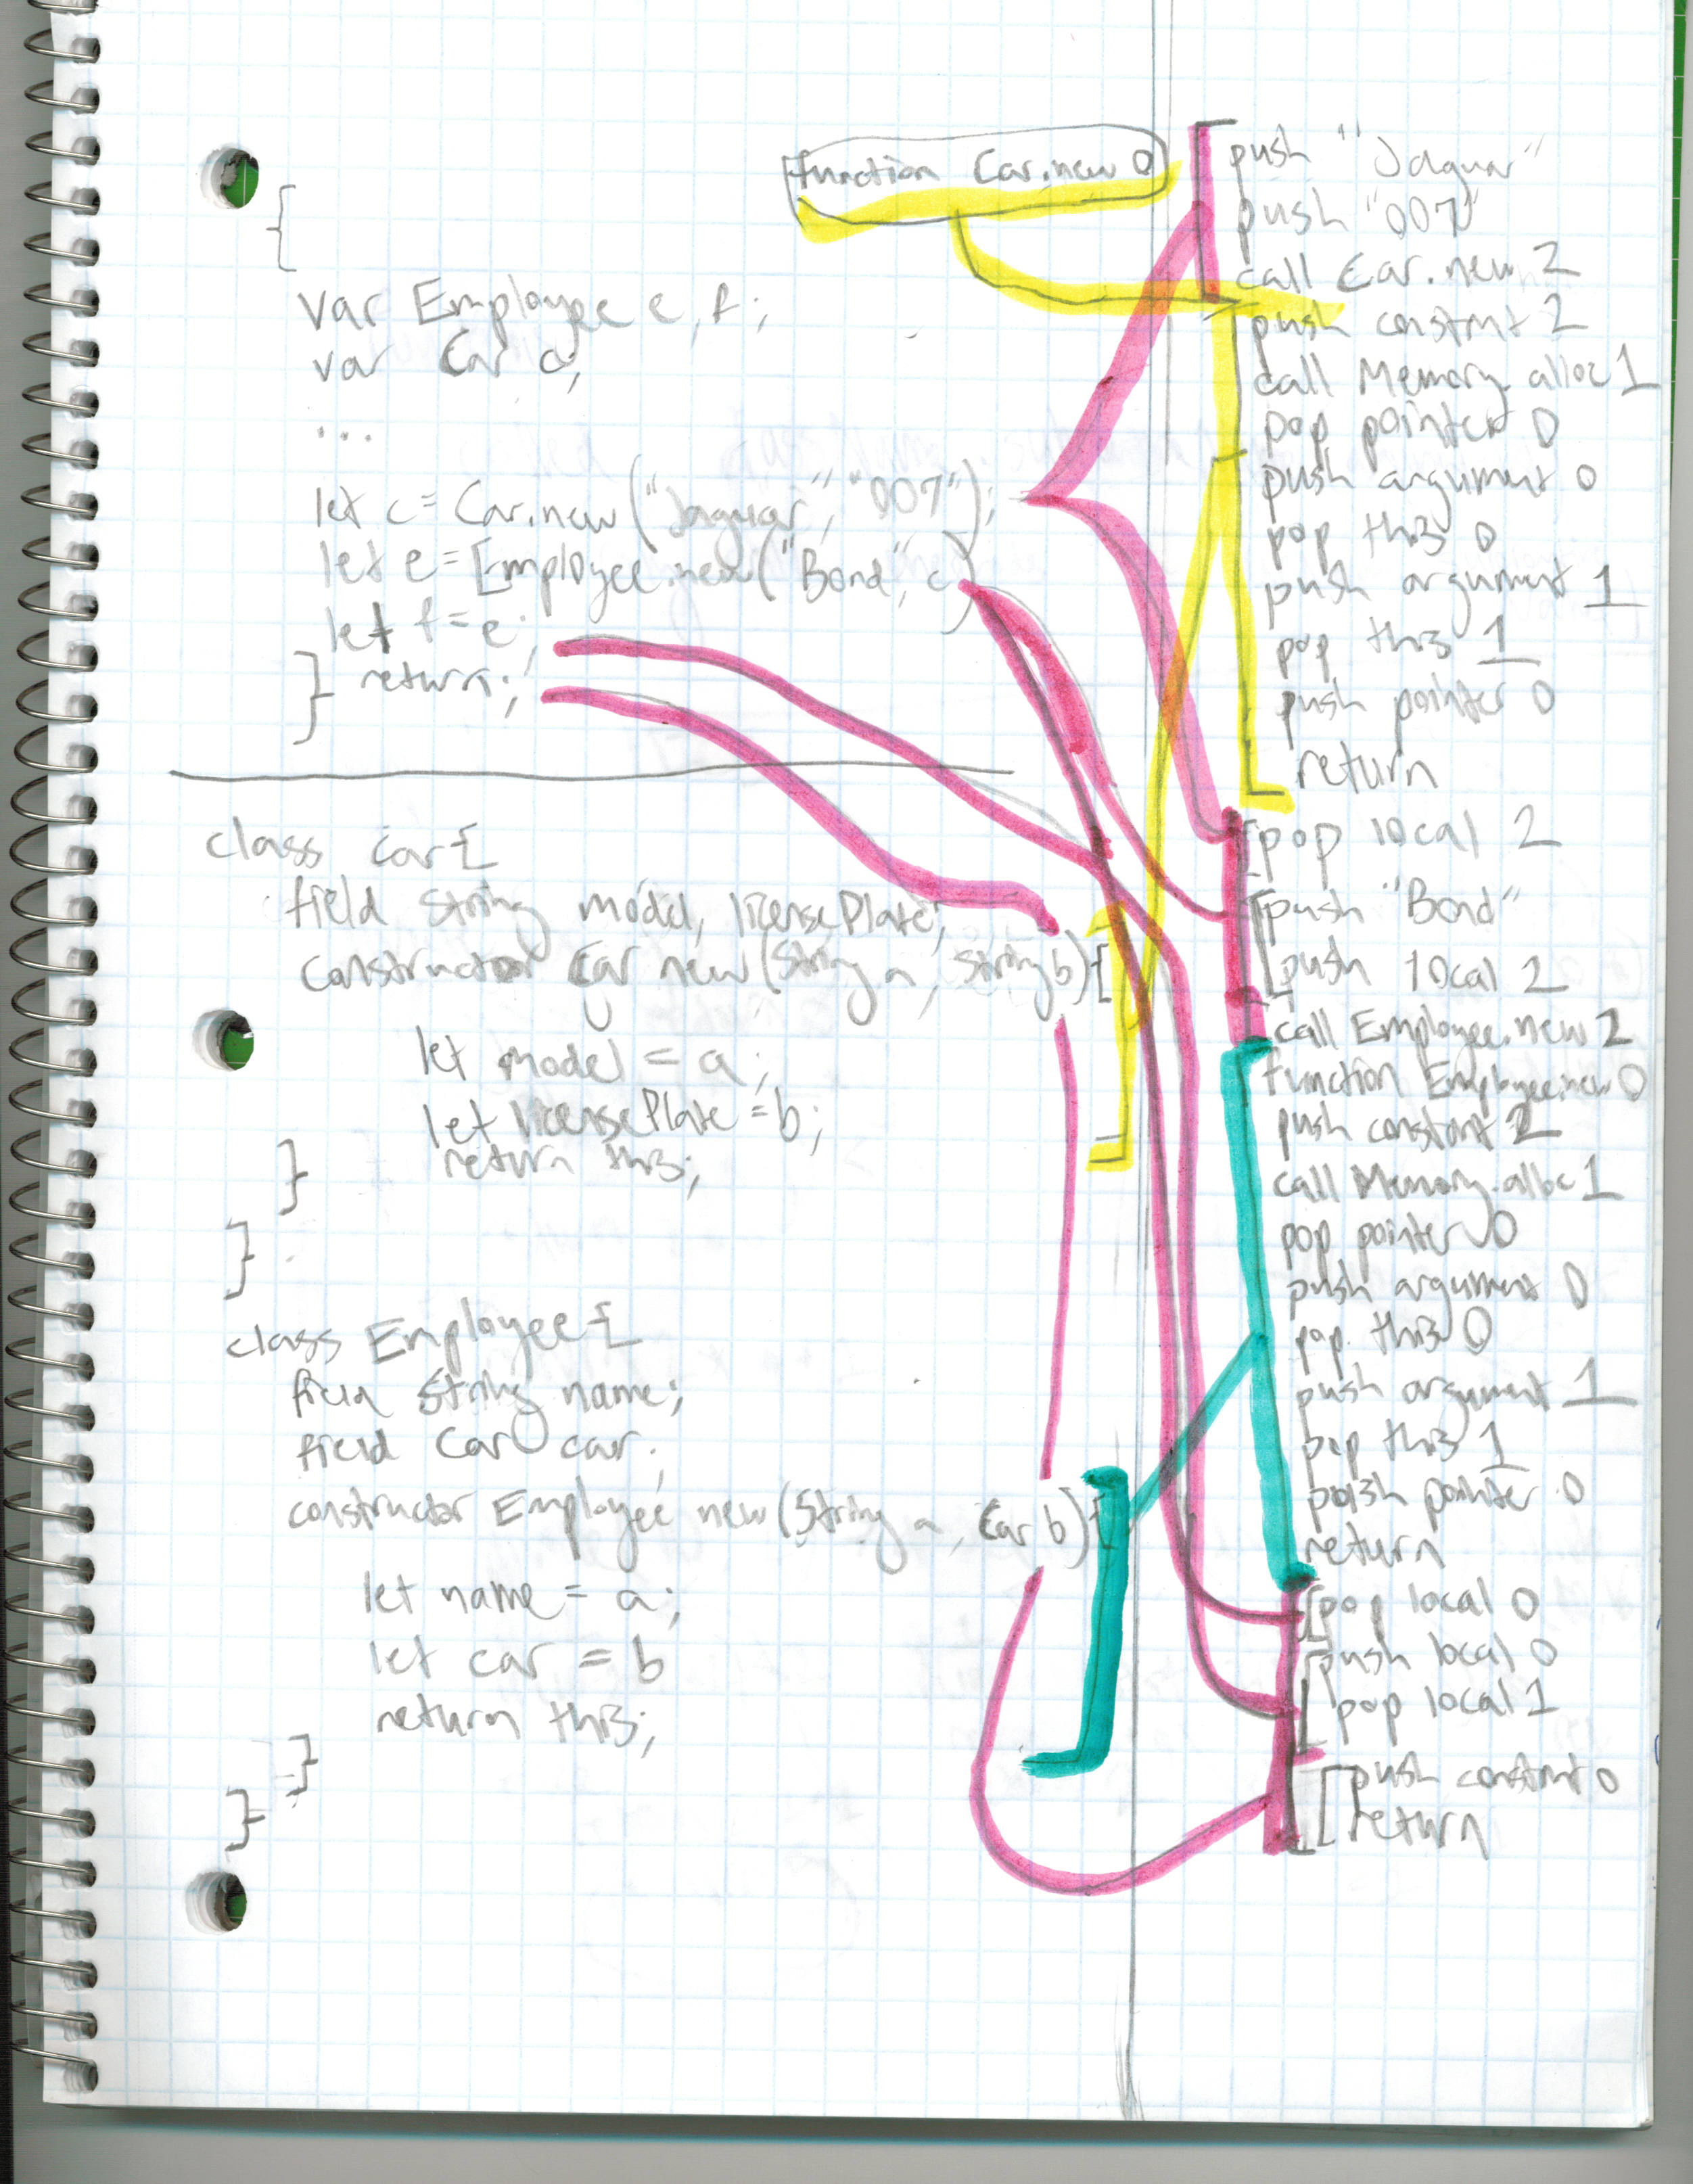 {
var Employee e, f;
var Car c;
...
let c = Car.new("Jaguar", "007");
let e = Employee.new("Bond", c)
let f = e;
} return;
class Car {
field String model, licensePlate;
constructor Car new (String a, String b) {
let model = a;
let licensePlate = b;
return this;
}
}
class Employee {
field String name;
field Car car;
constructor Employee new (String a, Car b) {
let name = a;
let car = b
return this;
}
}
function Car.new 0
push "Jaguar"
push "007"
call Car.new 2
push constnt 2
call Memory.alloc 1
pop pointer 0
push argument 0
pop this 0
push argument 1
pop this 1
push pointer 0
return
pop local 2
push "Bond"
push local 2
call Employee.new 2
function Employee.new 0
push constant 2
call Memory.alloc 1
pop pointer 0
push argument 0
pop this 0
push argument 1
pop this 1
push pointer 0
return
pop local 0
push local 0
pop local 1
push constnt 0
return